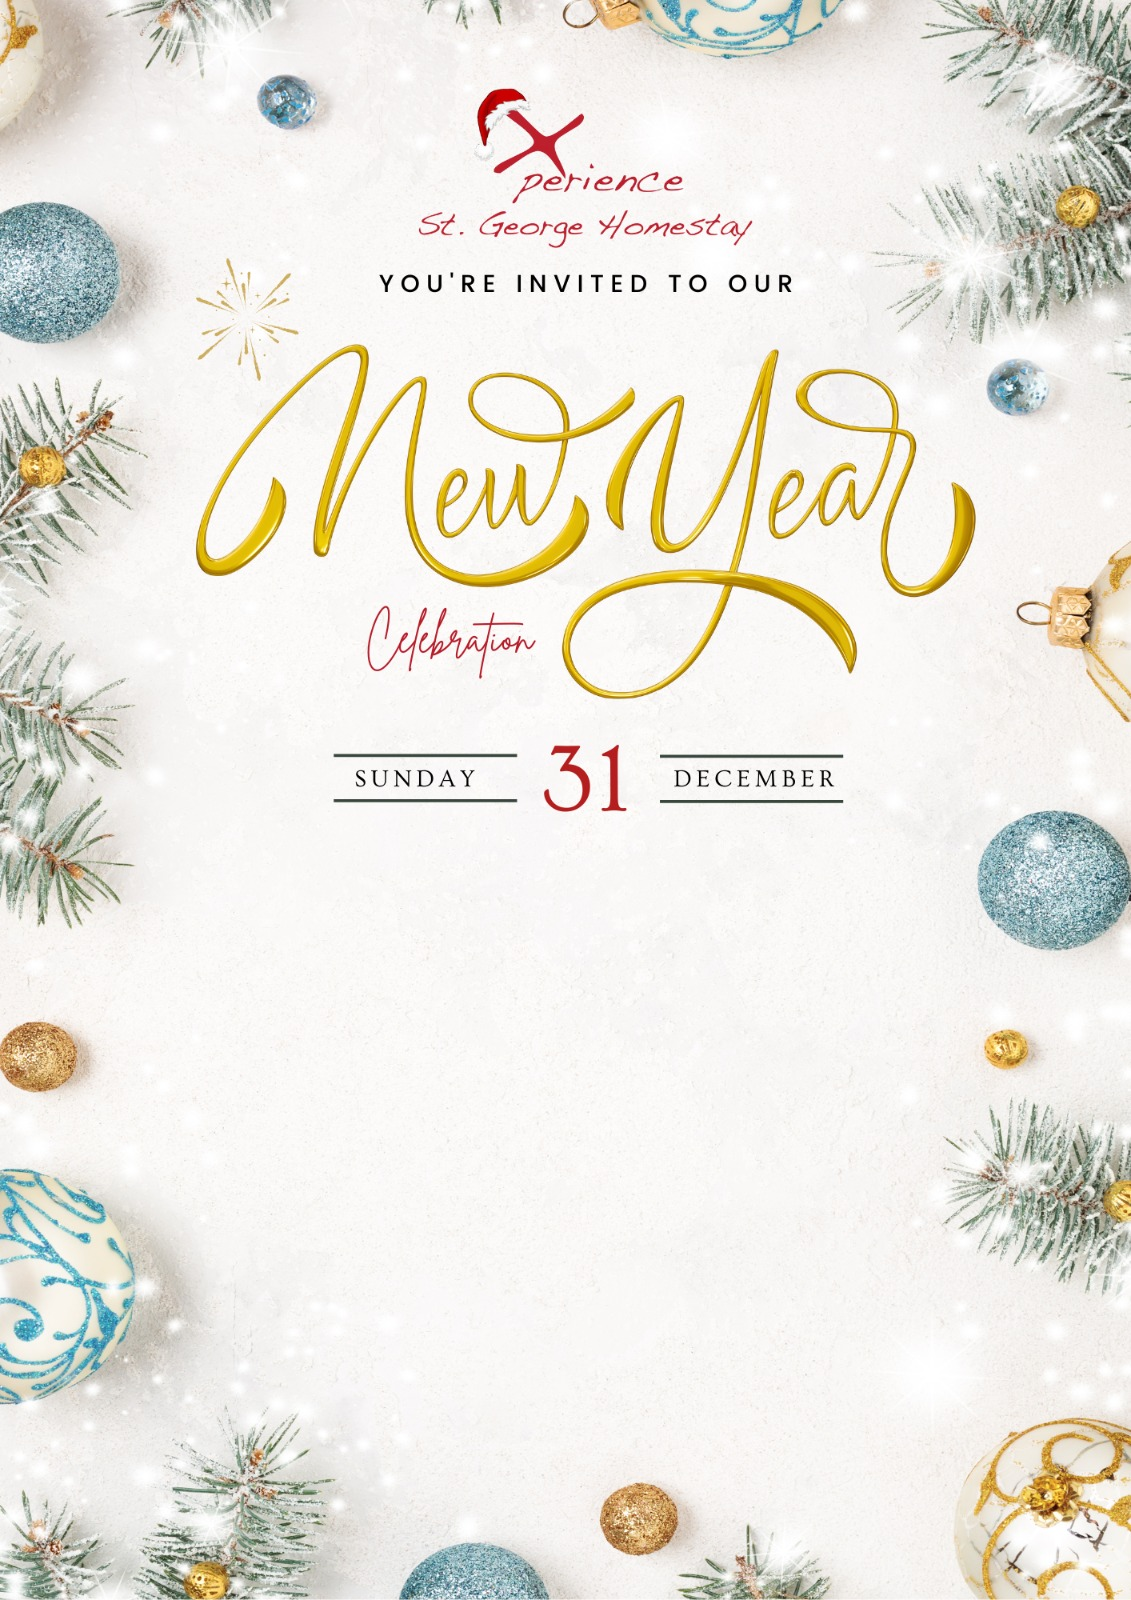 Xperience
St. George Homestay
YOU'RE INVITED TO OUR
New Year
Celebration
SUNDAY 31 DECEMBER